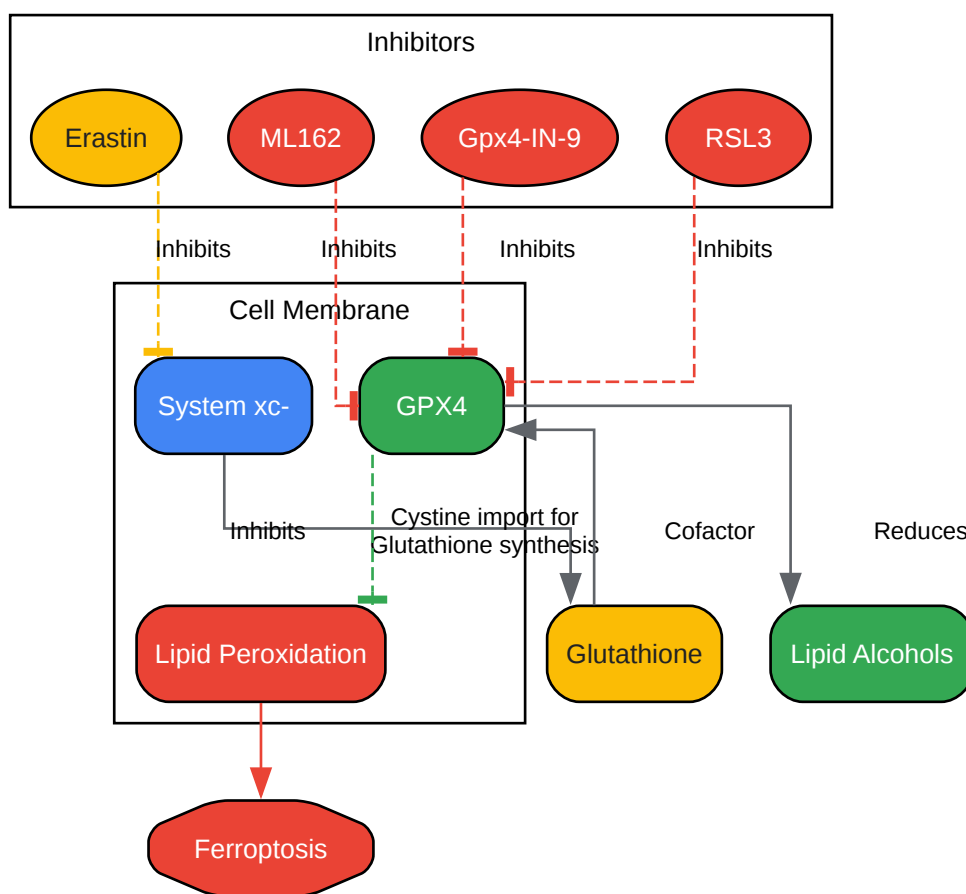 Inhibitors
Erastin
ML162
Gpx4-IN-9
RSL3
Inhibits
Inhibits
Inhibits
Inhibits
Cell Membrane
System xc-
GPX4
Inhibits
Cystine import for
Glutathione synthesis
Cofactor
Reduces
Lipid Peroxidation
Glutathione
Lipid Alcohols
Ferroptosis